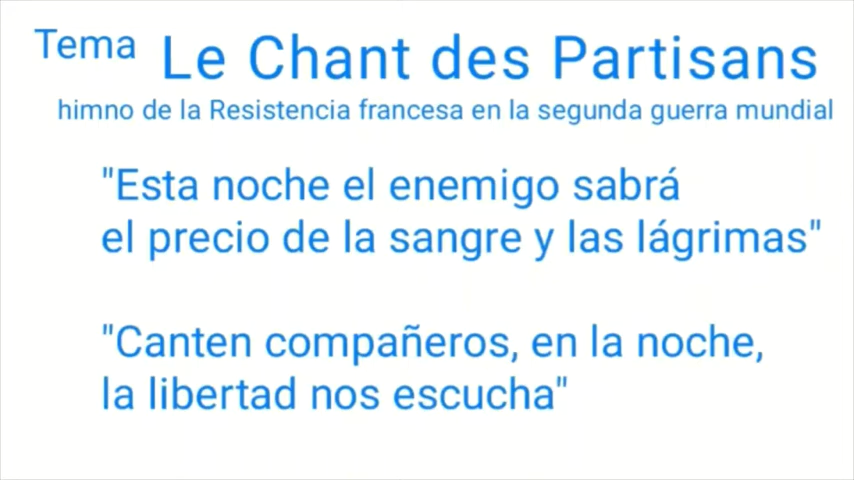 Tema Le Chant des Partisans
himno de la Resistencia francesa en la segunda guerra mundial
"Esta noche el enemigo sabrá
el precio de la sangre y las lágrimas"
"Canten compañeros, en la noche,
la libertad nos escucha"